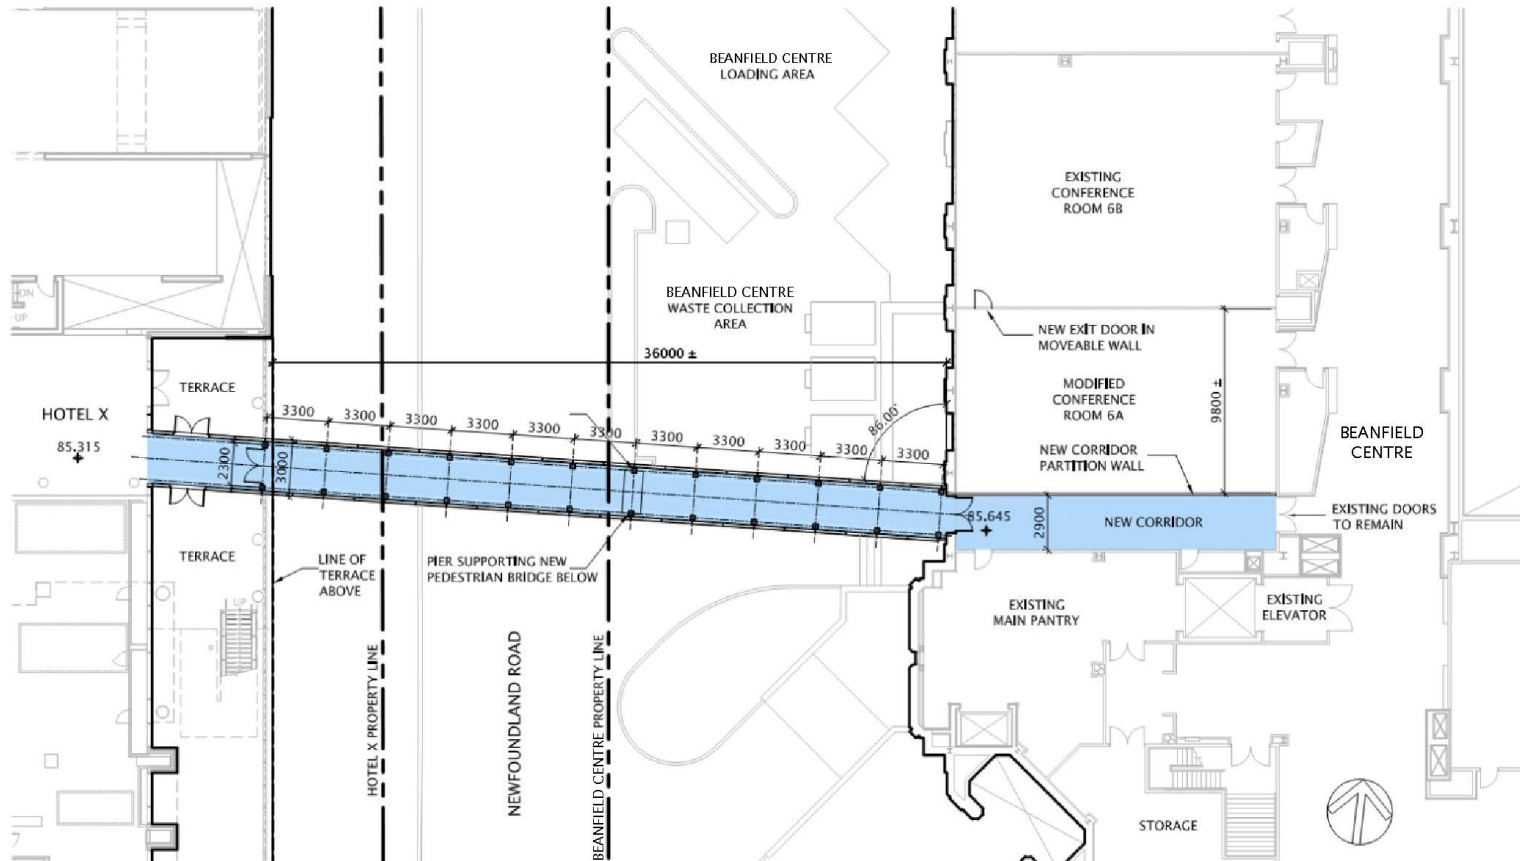 BEANFIELD CENTRE
LOADING AREA
EXISTING
CONFERENCE
ROOM 6B
DN
UP
BEANFIELD CENTRE
WASTE COLLECTION
AREA
NEW EXIT DOOR IN
MOVEABLE WALL
36000 ±
TERRACE
MODIFIED
CONFERENCE
ROOM 6A
9800 ±
HOTEL X
85.315
3300
3300
3300
3300
3300
3300
3300
3300
3300
3300
3300
86.00°
2300
3000
NEW CORRIDOR
PARTITION WALL
BEANFIELD
CENTRE
85.645
2900
NEW CORRIDOR
EXISTING DOORS
TO REMAIN
TERRACE
LINE OF
TERRACE
ABOVE
PIER SUPPORTING NEW
PEDESTRIAN BRIDGE BELOW
UP
EXISTING
MAIN PANTRY
EXISTING
ELEVATOR
HOTEL X PROPERTY LINE
NEWFOUNDLAND ROAD
BEANFIELD CENTRE PROPERTY LINE
STORAGE